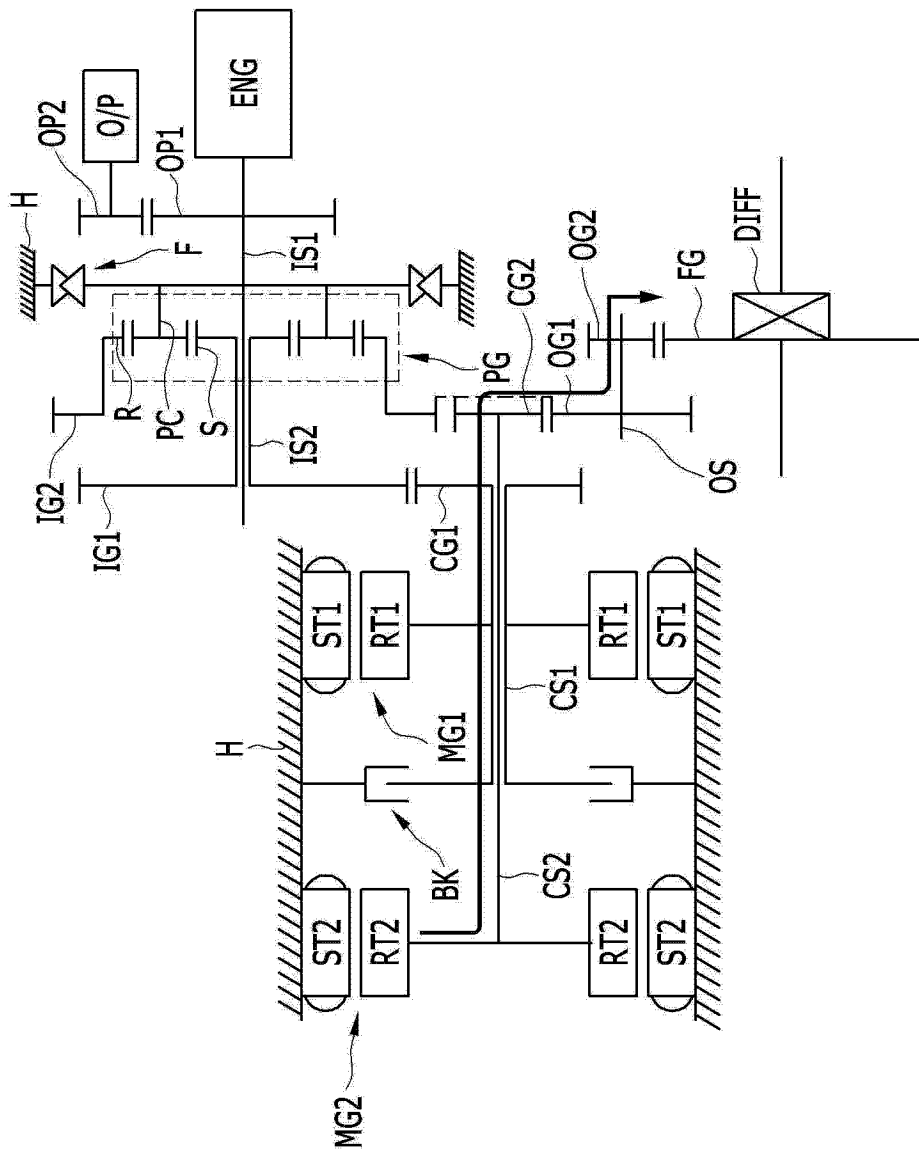 MG2
ST2
RT2
RT2
ST2
BK
CS2
H
MG1
CS1
ST1
RT1
RT1
ST1
IG1
IG2
CG1
IS2
R
PC
S
PG
OS
OG1
CG2
OG2
FG
DIFF
IS1
F
H
OP2
O/P
OP1
ENG